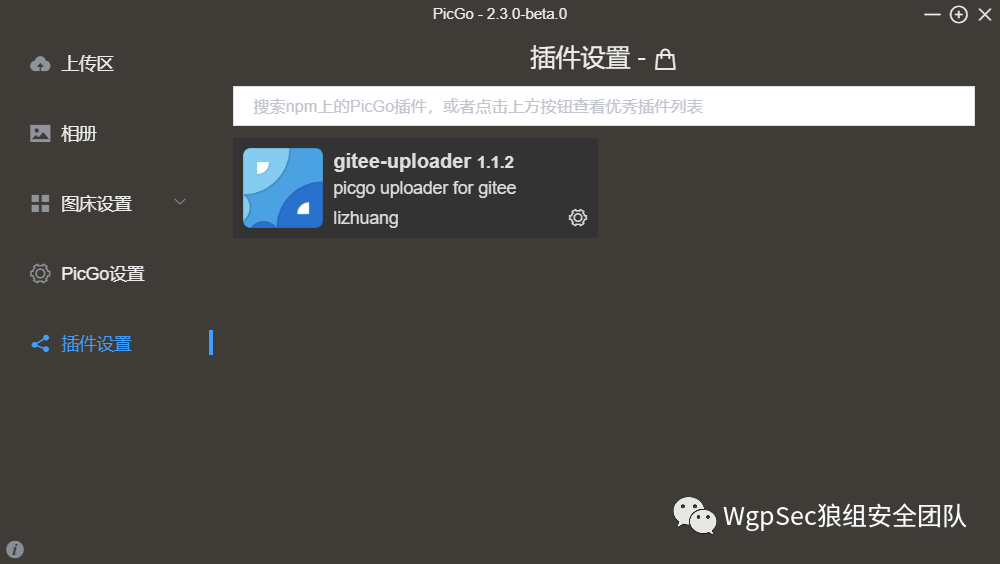 PicGo - 2.3.0-beta.0
上传区
相册
图床设置
PicGo设置
插件设置
插件设置 -
搜索npm上的PicGo插件，或者点击上方按钮查看优秀插件列表
gitee-uploader 1.1.2
picgo uploader for gitee
lizhuang
WgpSec狼组安全团队